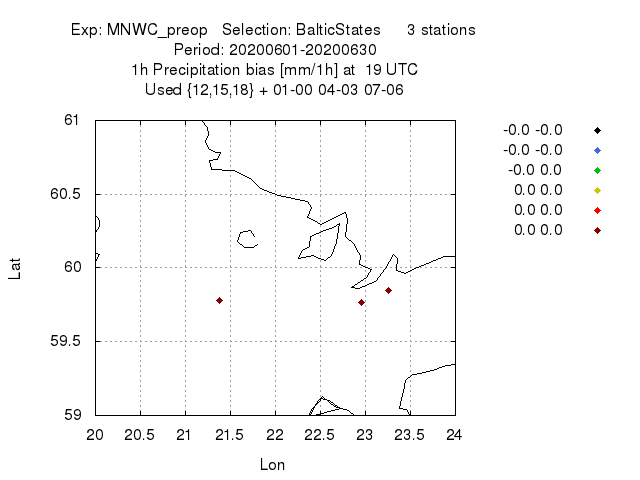 Exp: MNWC_preop   Selection: BalticStates      3 stations
Period: 20200601-20200630
1h Precipitation bias [mm/1h] at  19 UTC
Used {12,15,18} + 01-00 04-03 07-06
-0.0 -0.0
-0.0 -0.0
-0.0 0.0
0.0 0.0
0.0 0.0
0.0 0.0
61
60.5
60
59.5
59
Lat
20 20.5 21 21.5 22 22.5 23 23.5 24
Lon